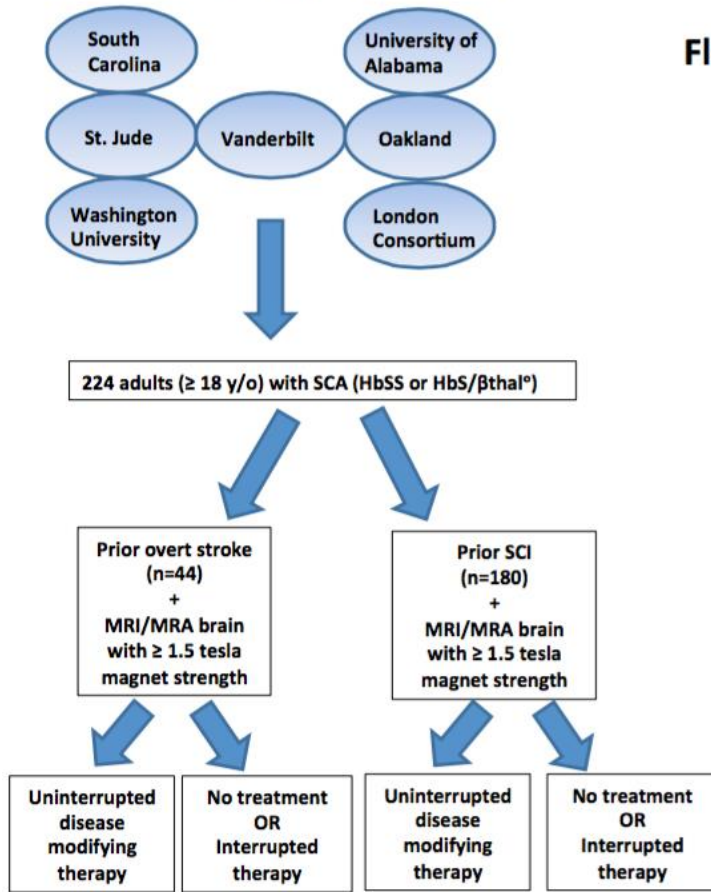 South
Carolina
University of
Alabama
Fl
St. Jude
Vanderbilt
Oakland
Washington
University
London
Consortium
224 adults (≥ 18 y/o) with SCA (HbSS or HbS/βthalº)
Prior overt stroke
(n=44)
+
MRI/MRA brain
with ≥ 1.5 tesla
magnet strength
Prior SCI
(n=180)
+
MRI/MRA brain
with ≥ 1.5 tesla
magnet strength
Uninterrupted
disease
modifying
therapy
No treatment
OR
Interrupted
therapy
Uninterrupted
disease
modifying
therapy
No treatment
OR
Interrupted
therapy